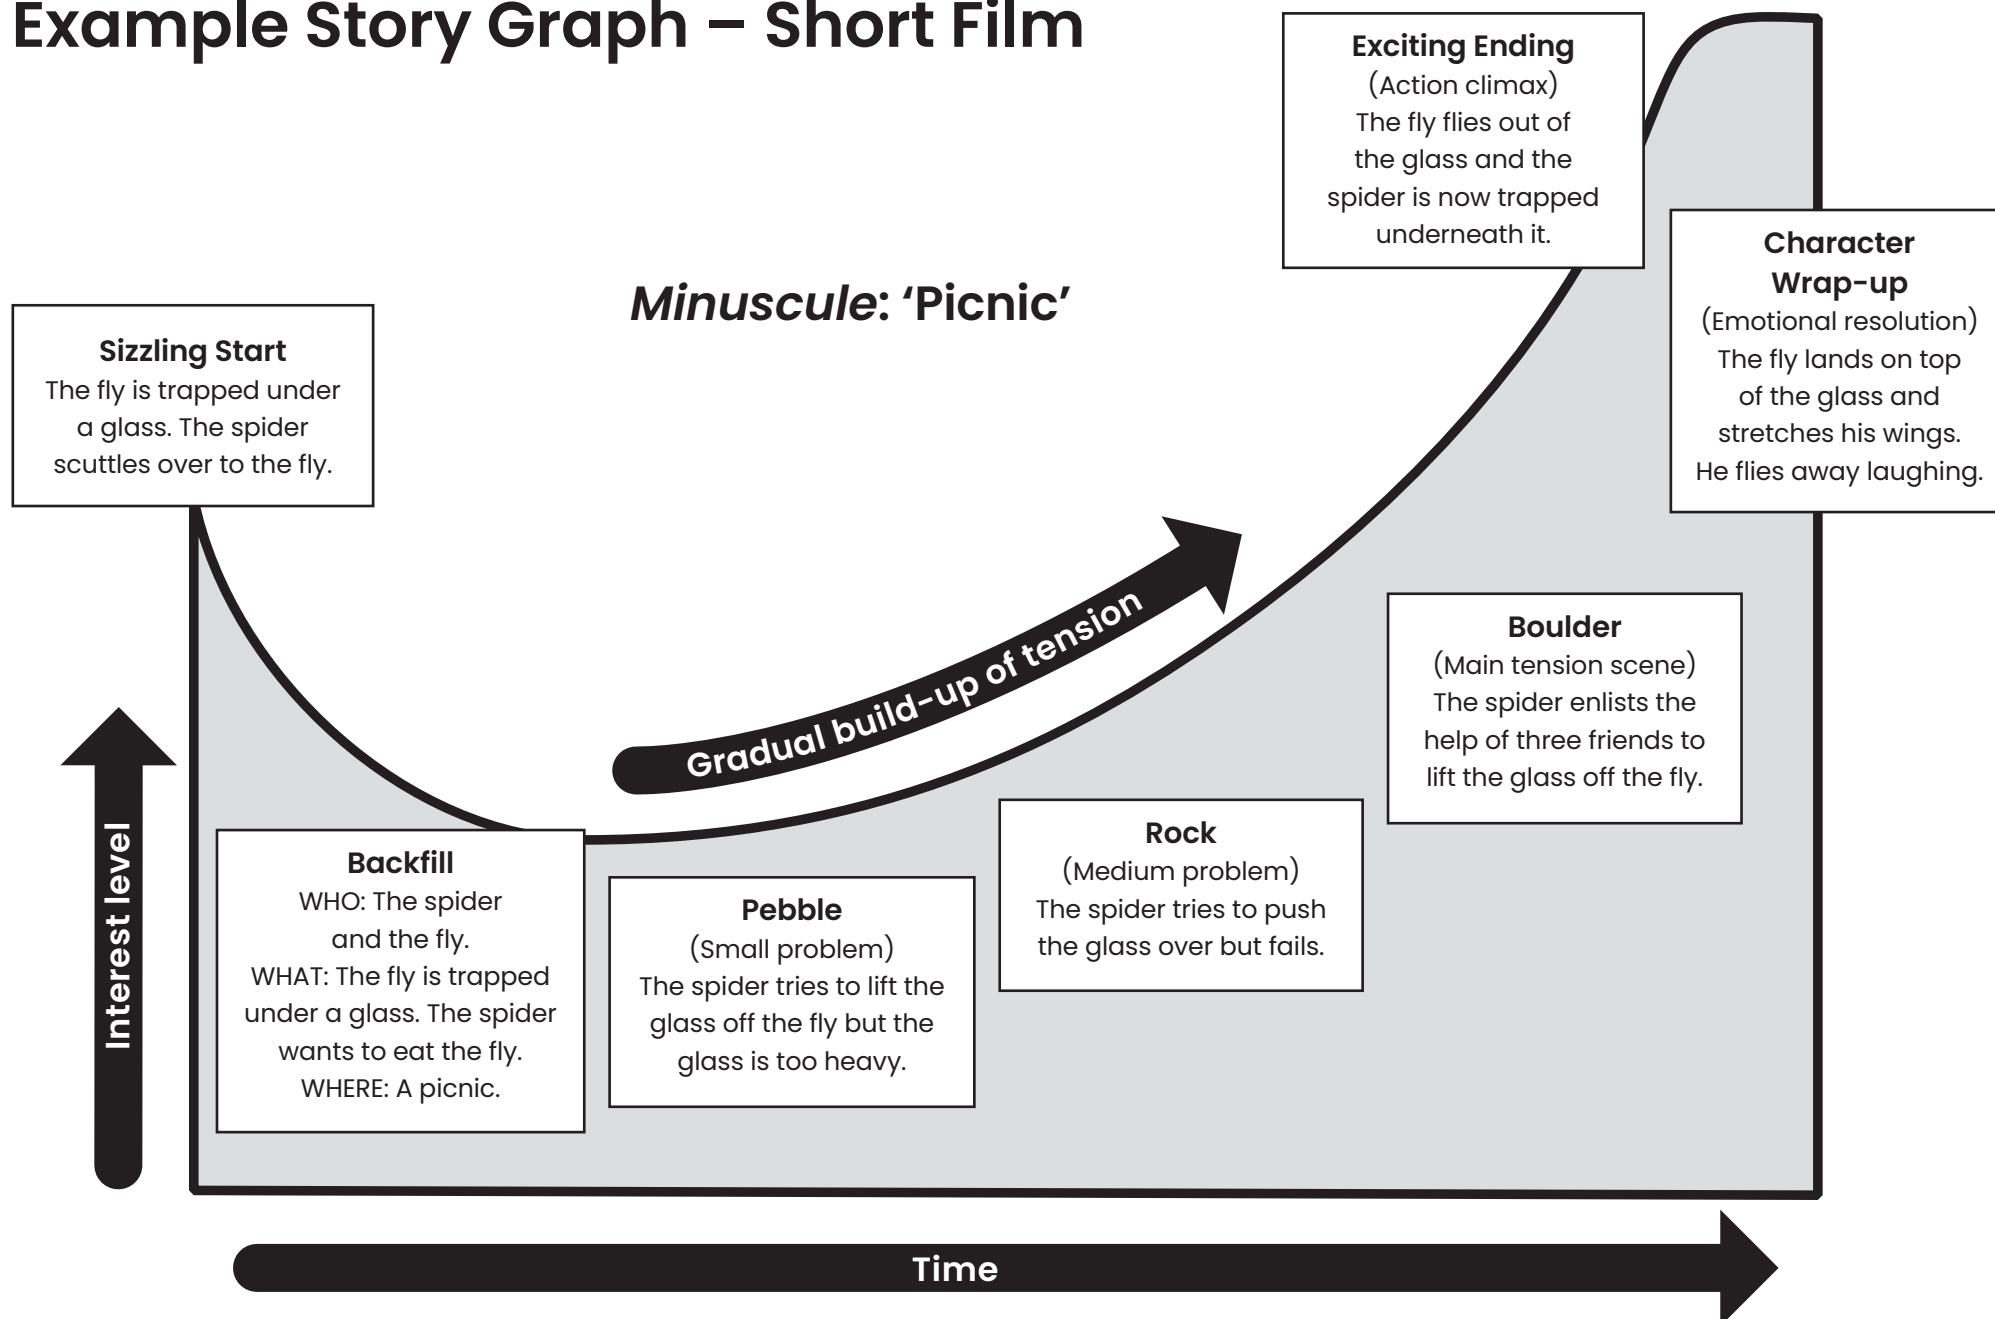 Example Story Graph – Short Film
Minuscule: ‘Picnic’
Sizzling Start
The fly is trapped under
a glass. The spider
scuttles over to the fly.
Backfill
WHO: The spider
and the fly.
WHAT: The fly is trapped
under a glass. The spider
wants to eat the fly.
WHERE: A picnic.
Pebble
(Small problem)
The spider tries to lift the
glass off the fly but the
glass is too heavy.
Rock
(Medium problem)
The spider tries to push
the glass over but fails.
Boulder
(Main tension scene)
The spider enlists the
help of three friends to
lift the glass off the fly.
Exciting Ending
(Action climax)
The fly flies out of
the glass and the
spider is now trapped
underneath it.
Character
Wrap-up
(Emotional resolution)
The fly lands on top
of the glass and
stretches his wings.
He flies away laughing.
Gradual build-up of tension
Interest level
Time